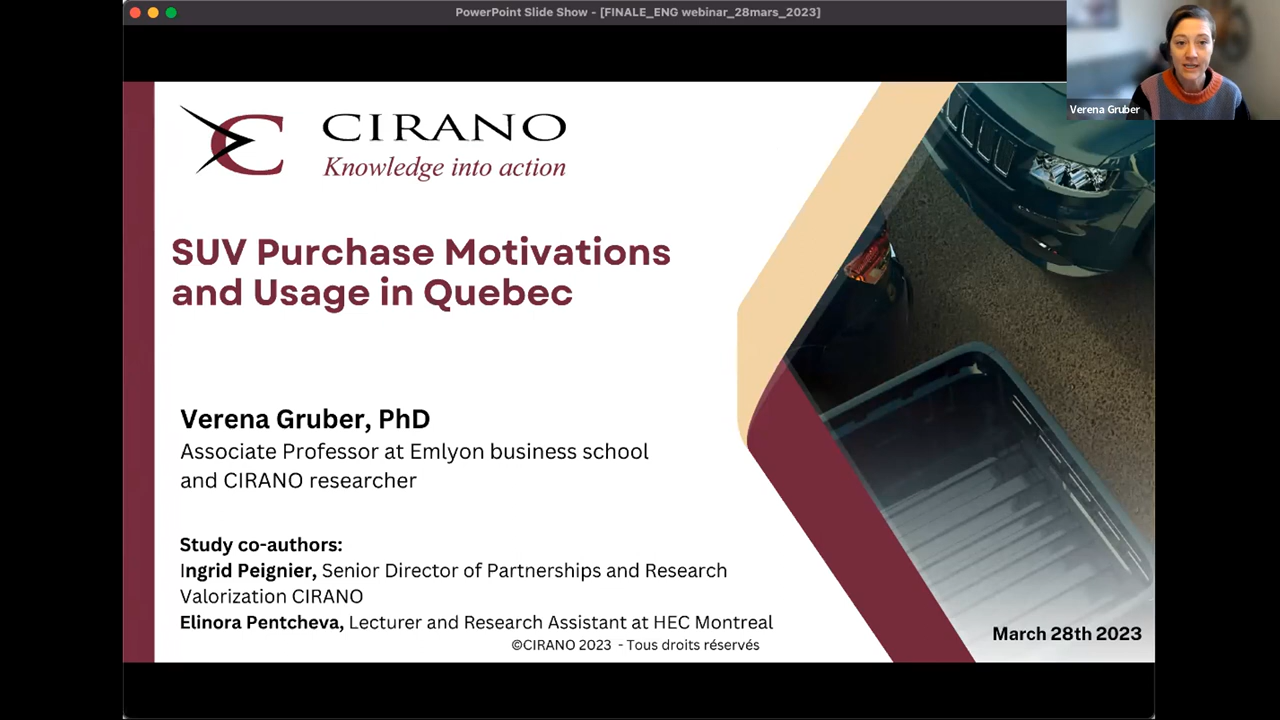 PowerPoint Slide Show - [FINALE_ENG webinar_28mars_2023]
Verena Gruber
CIRANO
Knowledge into action
SUV Purchase Motivations
and Usage in Quebec
Verena Gruber, PhD
Associate Professor at Emlyon business school
and CIRANO researcher
Study co-authors:
Ingrid Peignier, Senior Director of Partnerships and Research
Valorization CIRANO
Elinora Pentcheva, Lecturer and Research Assistant at HEC Montreal
©CIRANO 2023 - Tous droits réservés
March 28th 2023